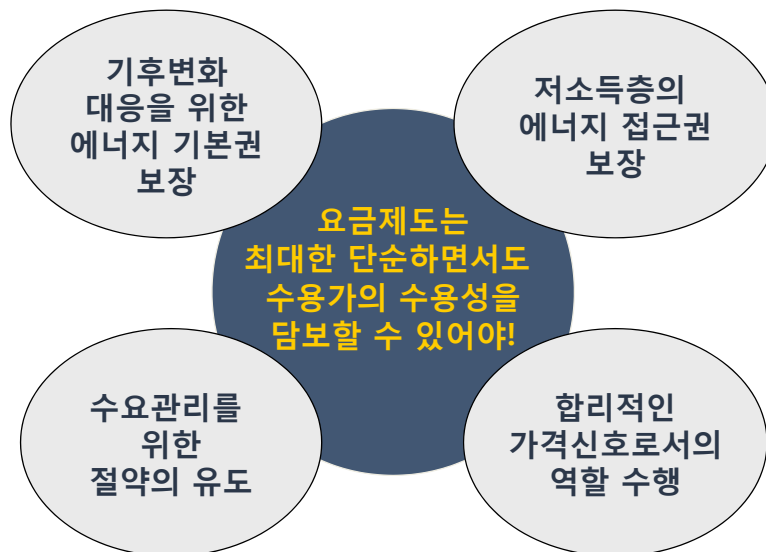 기후변화
대응을 위한
에너지 기본권
보장
저소득층의
에너지 접근권
보장
요금제도는
최대한 단순하면서도
수용가의 수용성을
담보할 수 있어야!
수요관리를
위한
절약의 유도
합리적인
가격신호로서의
역할 수행